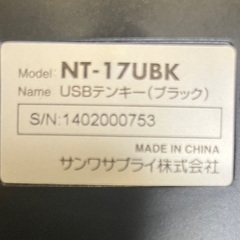 Model: NT-17UBK
Name USBテンキー(ブラック)
S/N:1402000753
MADE IN CHINA
サンワサプライ株式会社